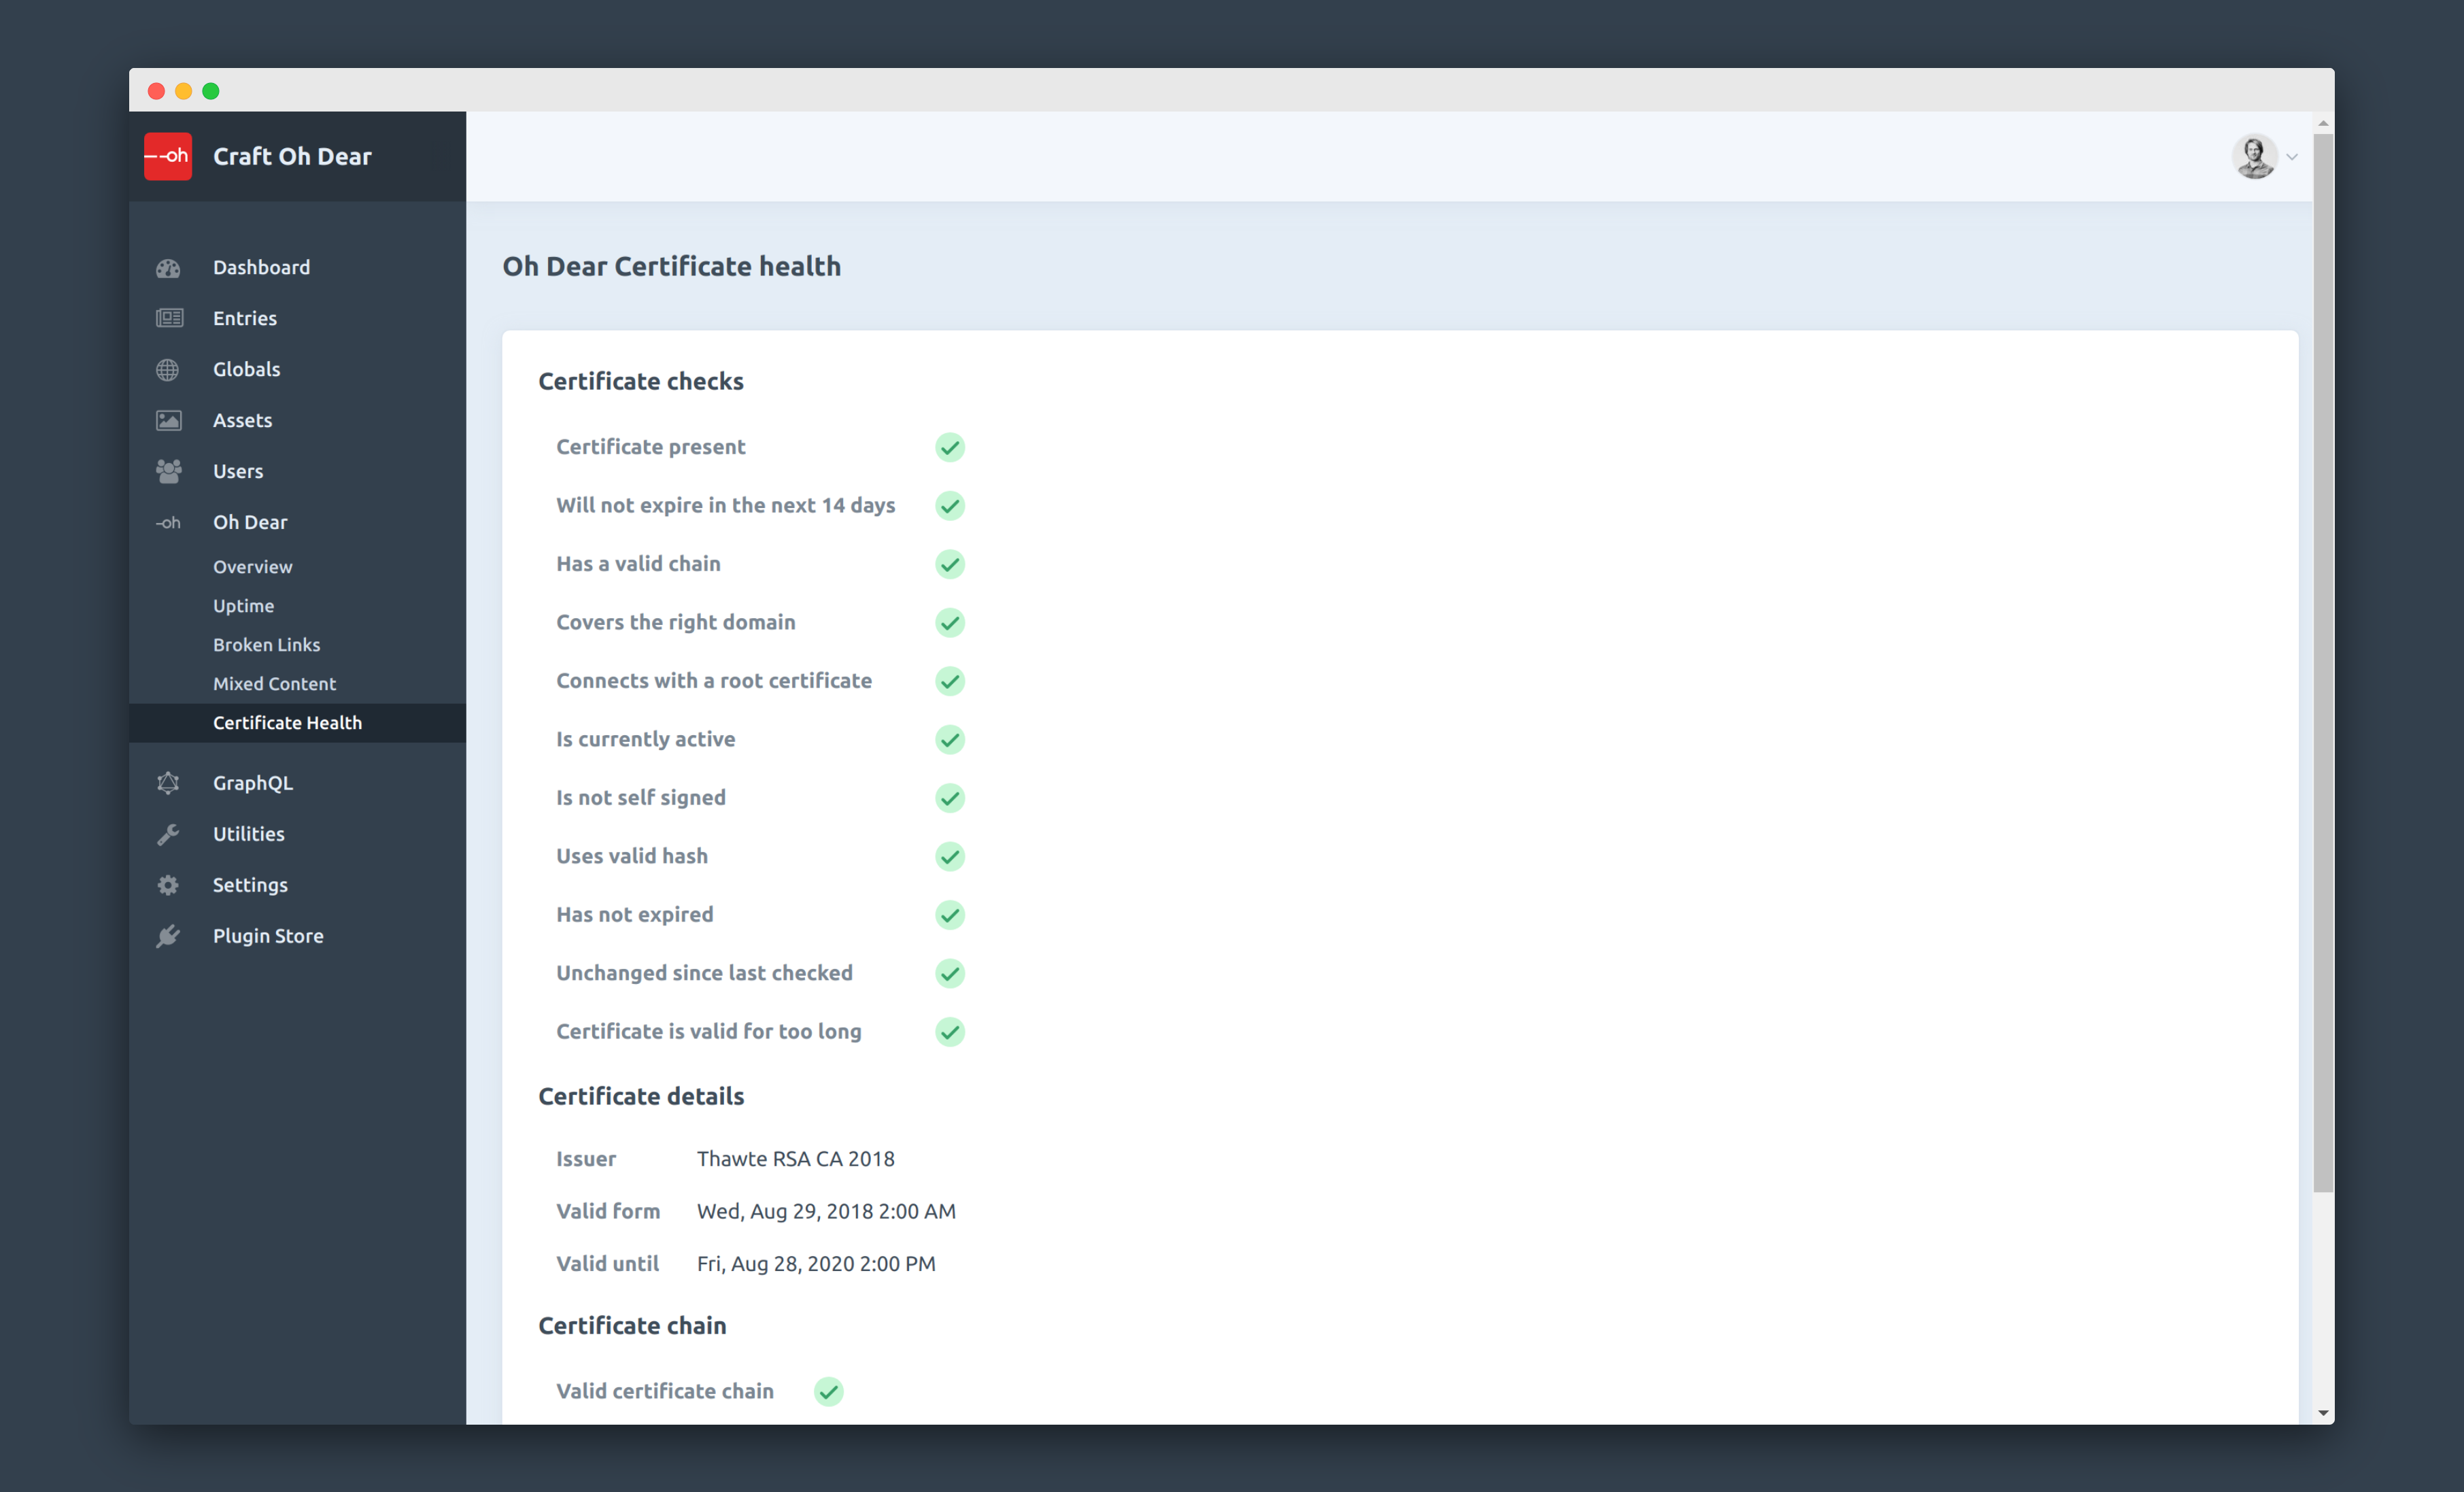 —-oh
Craft Oh Dear
Dashboard
Entries
Globals
Assets
Users
-oh
Oh Dear
Overview
Uptime
Broken Links
Mixed Content
Certificate Health
GraphQL
Utilities
Settings
Plugin Store
Oh Dear Certificate health
Certificate checks
Certificate present
Will not expire in the next 14 days
Has a valid chain
Covers the right domain
Connects with a root certificate
Is currently active
Is not self signed
Uses valid hash
Has not expired
Unchanged since last checked
Certificate is valid for too long
Certificate details
Issuer Thawte RSA CA 2018
Valid form Wed, Aug 29, 2018 2:00 AM
Valid until Fri, Aug 28, 2020 2:00 PM
Certificate chain
Valid certificate chain